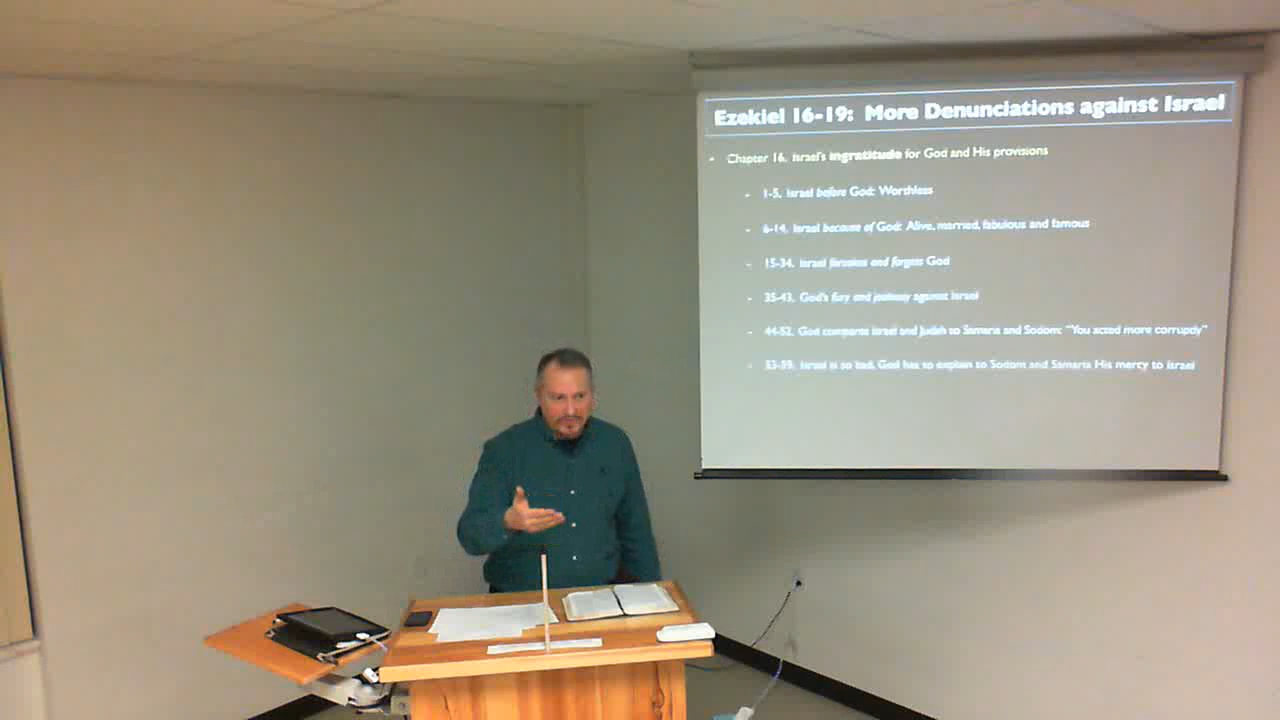 Ezekiel 16-19: More Denunciations against Israel
Chapter 16. Israel's ingratitude for God and His provisions
1-5. Israel before God: Worthless
6-14. Israel because of God: Alive, married, fabulous and famous
15-34. Israel forsakes and forgets God
35-43. God's fury and jealousy against Israel
44-52. God compares Israel and Judah to Samaria and Sodom: "You acted more corruptly"
53-59. Israel is so bad, God has to explain to Sodom and Samaria His mercy to Israel